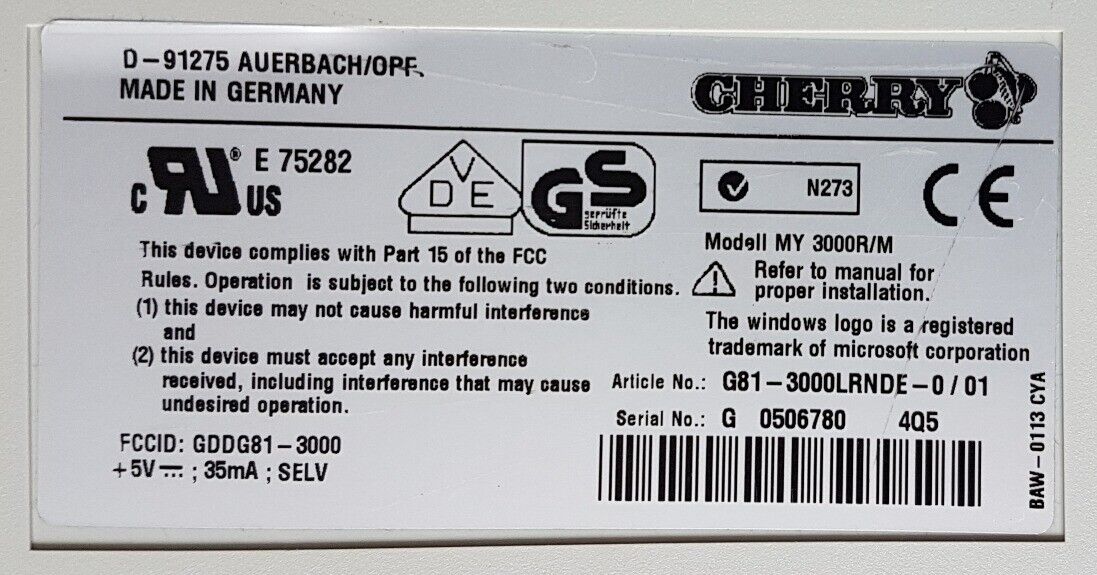 D-91275 AUERBACH/OPF.
MADE IN GERMANY
CHERRY
C RU ® US E 75282
VDE
GS geprüfte Sicherheit
N273
CE
This device complies with Part 15 of the FCC
Rules. Operation is subject to the following two conditions.
(1) this device may not cause harmful interference
and
(2) this device must accept any interference
received, including interference that may cause
undesired operation.
FCCID: GDDG81-3000
+5V⎓ ; 35mA ; SELV
Modell MY 3000R/M
Refer to manual for
proper installation.
The windows logo is a registered
trademark of microsoft corporation
Article No.: G81-3000LRNDE-0/01
Serial No.: G 0506780 4Q5
BAW-0113 CYA